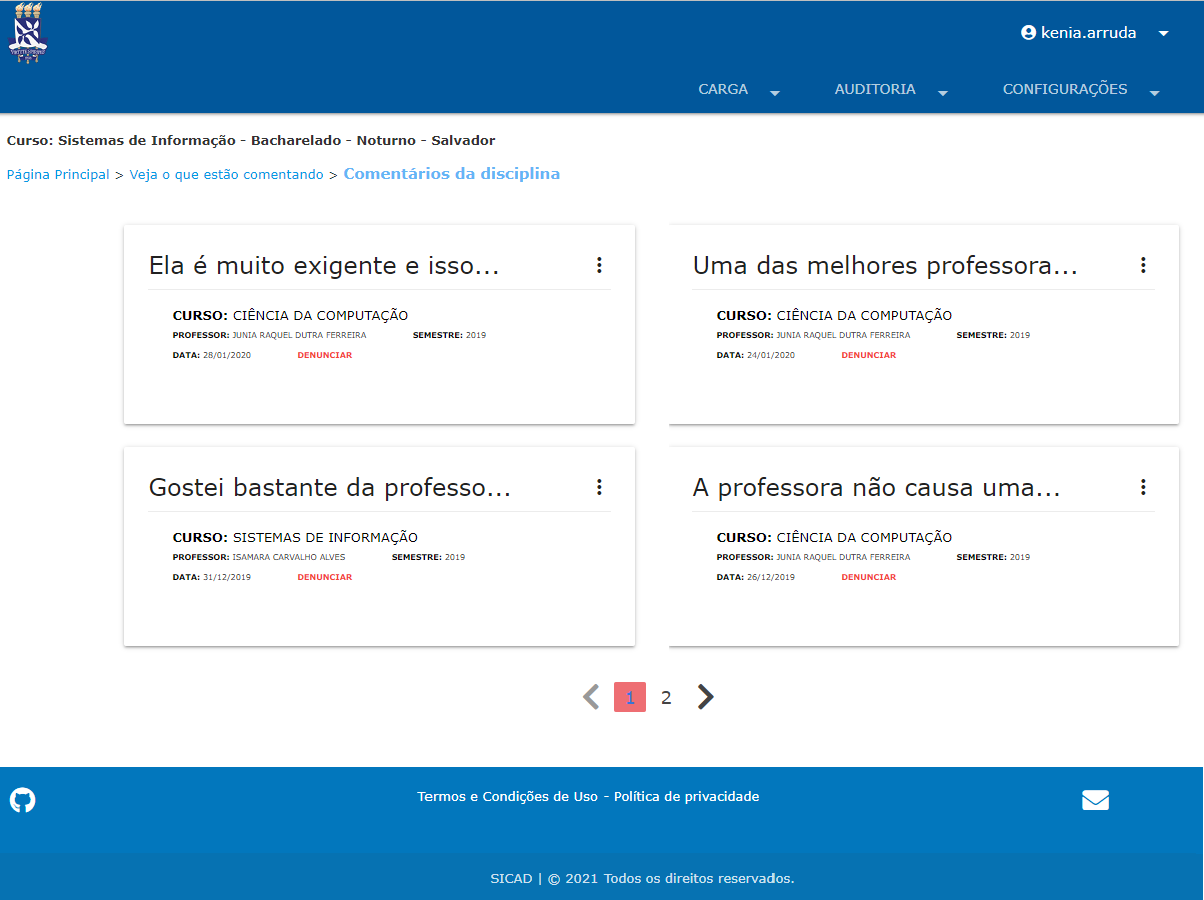 kenia.arruda
CARGA AUDITORIA CONFIGURAÇÕES
Curso: Sistemas de Informação - Bacharelado - Noturno - Salvador
Página Principal > Veja o que estão comentando > Comentários da disciplina
Ela é muito exigente e isso...
CURSO: CIÊNCIA DA COMPUTAÇÃO
PROFESSOR: JUNIA RAQUEL DUTRA FERREIRA SEMESTRE: 2019
DATA: 28/01/2020 DENUNCIAR
Uma das melhores professora...
CURSO: CIÊNCIA DA COMPUTAÇÃO
PROFESSOR: JUNIA RAQUEL DUTRA FERREIRA SEMESTRE: 2019
DATA: 24/01/2020 DENUNCIAR
Gostei bastante da professo...
CURSO: SISTEMAS DE INFORMAÇÃO
PROFESSOR: ISAMARA CARVALHO ALVES SEMESTRE: 2019
DATA: 31/12/2019 DENUNCIAR
A professora não causa uma...
CURSO: CIÊNCIA DA COMPUTAÇÃO
PROFESSOR: JUNIA RAQUEL DUTRA FERREIRA SEMESTRE: 2019
DATA: 26/12/2019 DENUNCIAR
1 2
Termos e Condições de Uso - Política de privacidade
SICAD | © 2021 Todos os direitos reservados.